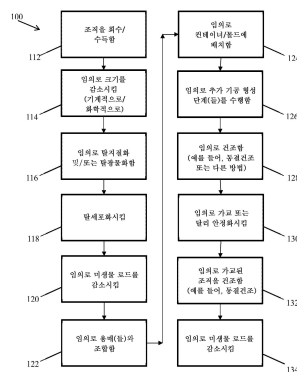 100
조직을 회수/
수득함
112
임의로 크기를
감소시킴
(기계적으로/
화학적으로)
114
임의로 탈지질화
및/또는 탈광물화함
116
탈세포화시킴
118
임의로 미생물 로드를
감소시킴
120
임의로 용매(들)와
조합함
122
임의로
컨테이너/몰드에
배치함
124
임의로 추가 기공 형성
단계(들)를 수행함
126
임의로 건조함
(예를 들어, 동결건조
또는 다른 방법)
128
임의로 가교 또는
달리 안정화시킴
130
임의로 가교된
조직을 건조함
(예를 들어, 동결건조)
132
임의로 미생물 로드를
감소시킴
134